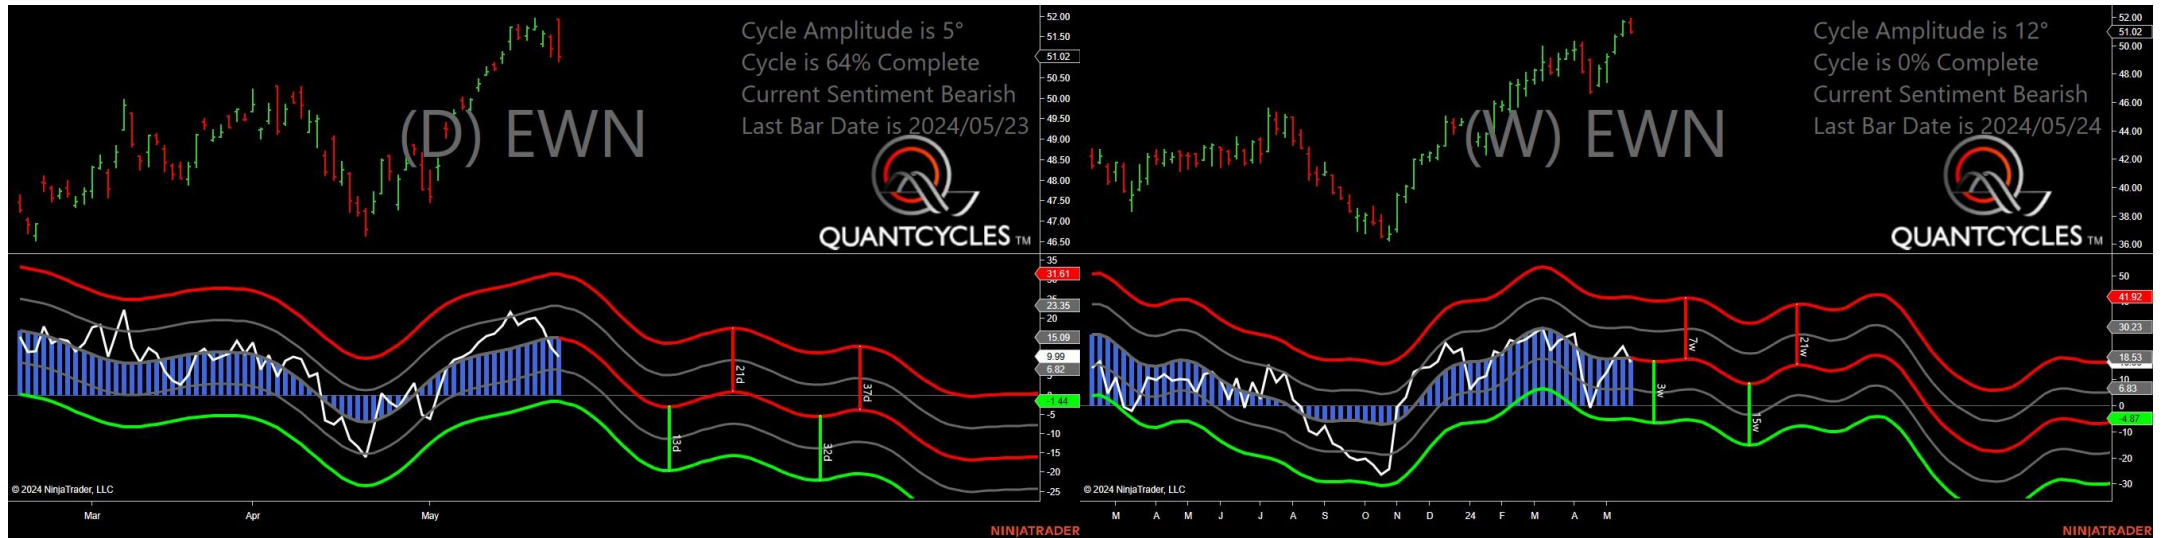 Cycle Amplitude is 5°
Cycle is 64% Complete
Current Sentiment Bearish
Last Bar Date is 2024/05/23
(D) EWN
QUANTCYCLES TM
52.00
51.50
51.02
50.50
50.00
49.50
49.00
48.50
48.00
47.50
47.00
46.50
35
31.61
23.35
20
15.09
9.99
6.82
-1.44
-5
-10
-15
-20
-25
13d
21d
32d
37d
© 2024 NinjaTrader, LLC
Mar
Apr
May
NINJATRADER
Cycle Amplitude is 12°
Cycle is 0% Complete
Current Sentiment Bearish
Last Bar Date is 2024/05/24
(W) EWN
QUANTCYCLES TM
52.00
51.02
50.00
48.00
46.00
44.00
42.00
40.00
38.00
36.00
50
41.92
30.23
18.53
10
6.83
0
-4.87
-10
-20
-30
3w
7w
15w
21w
© 2024 NinjaTrader, LLC
M A M J J A S O N D 24 F M A M
NINJATRADER